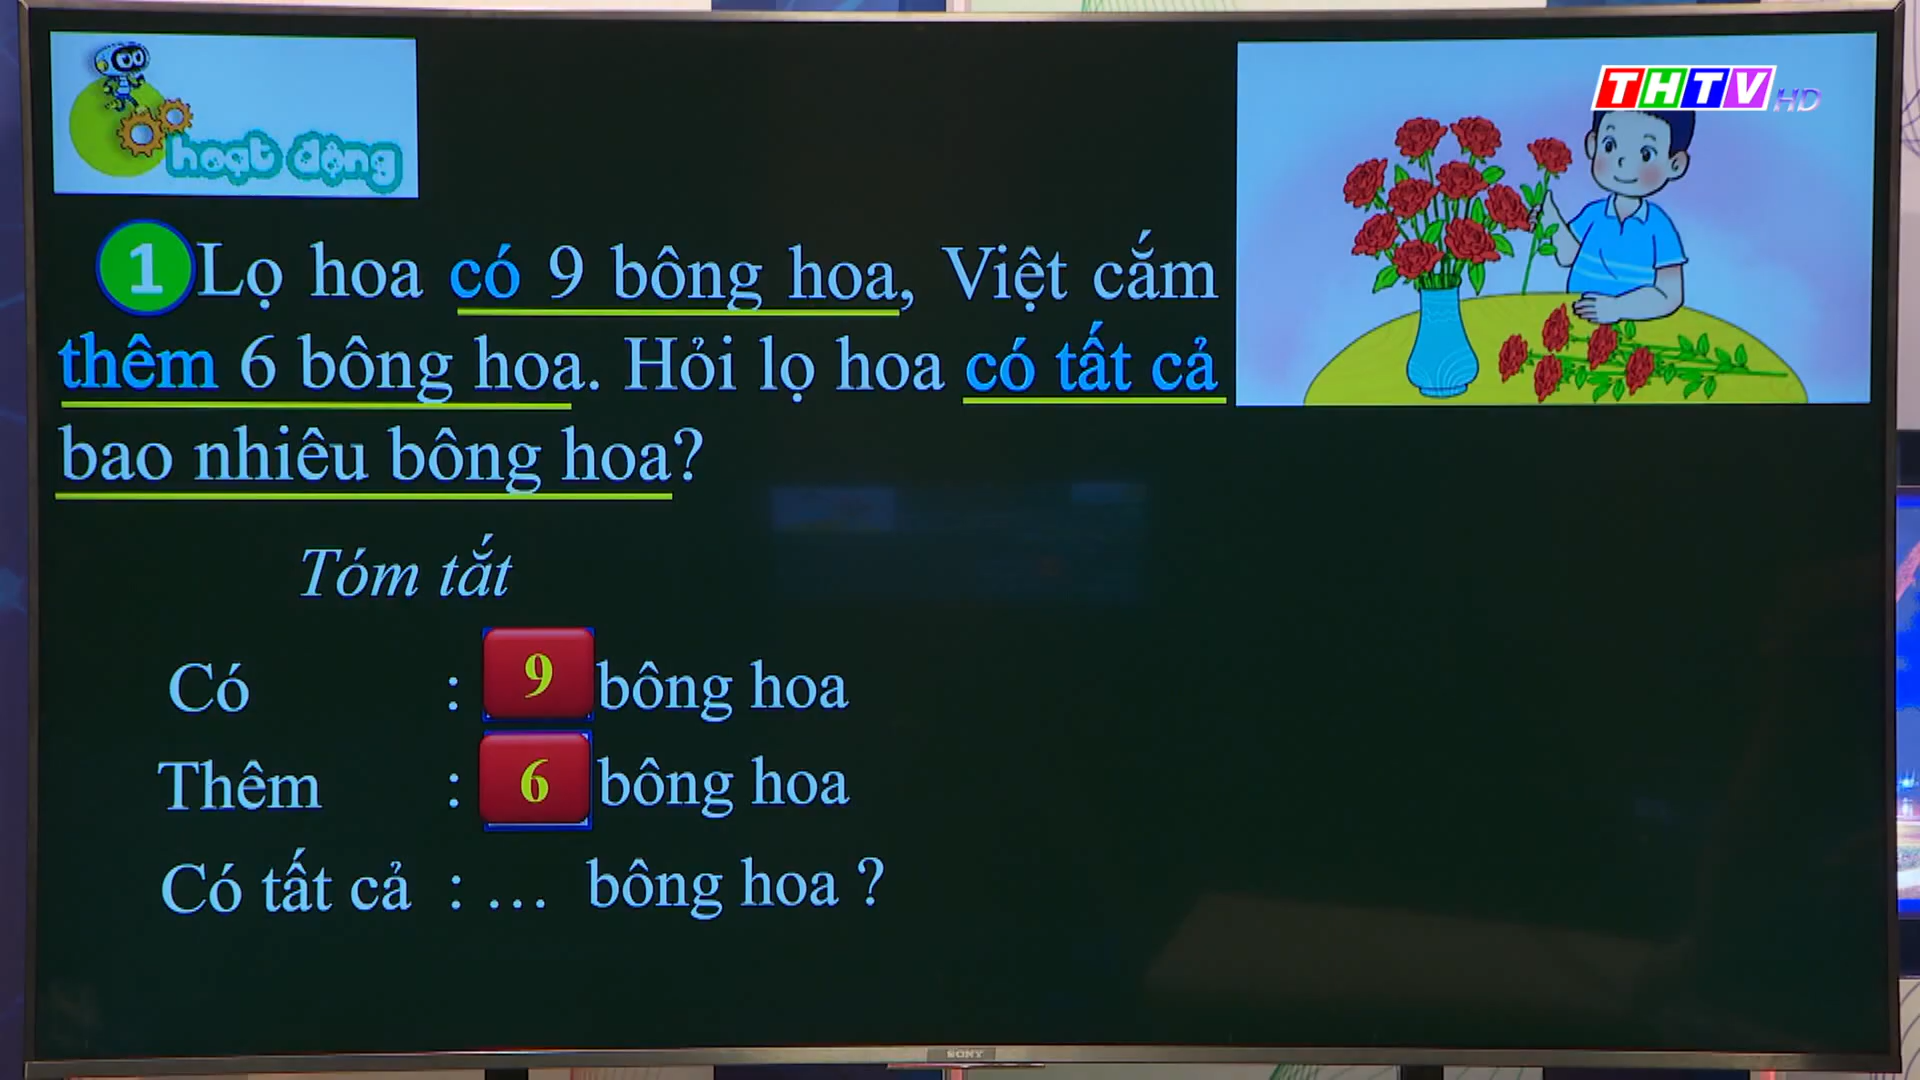 hoạt động
THTV HD
1 Lọ hoa có 9 bông hoa, Việt cắm
thêm 6 bông hoa. Hỏi lọ hoa có tất cả
bao nhiêu bông hoa?
Tóm tắt
Có : 9 bông hoa
Thêm : 6 bông hoa
Có tất cả : ... bông hoa ?
SONY